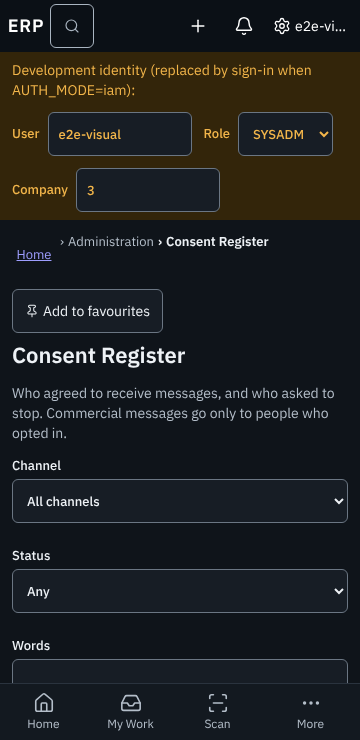 ERP
e2e-vi...
Development identity (replaced by sign-in when
AUTH_MODE=iam):
User e2e-visual Role SYSADM
Company 3
Home › Administration › Consent Register
Add to favourites
Consent Register
Who agreed to receive messages, and who asked to
stop. Commercial messages go only to people who
opted in.
Channel
All channels
Status
Any
Words
Home My Work Scan More